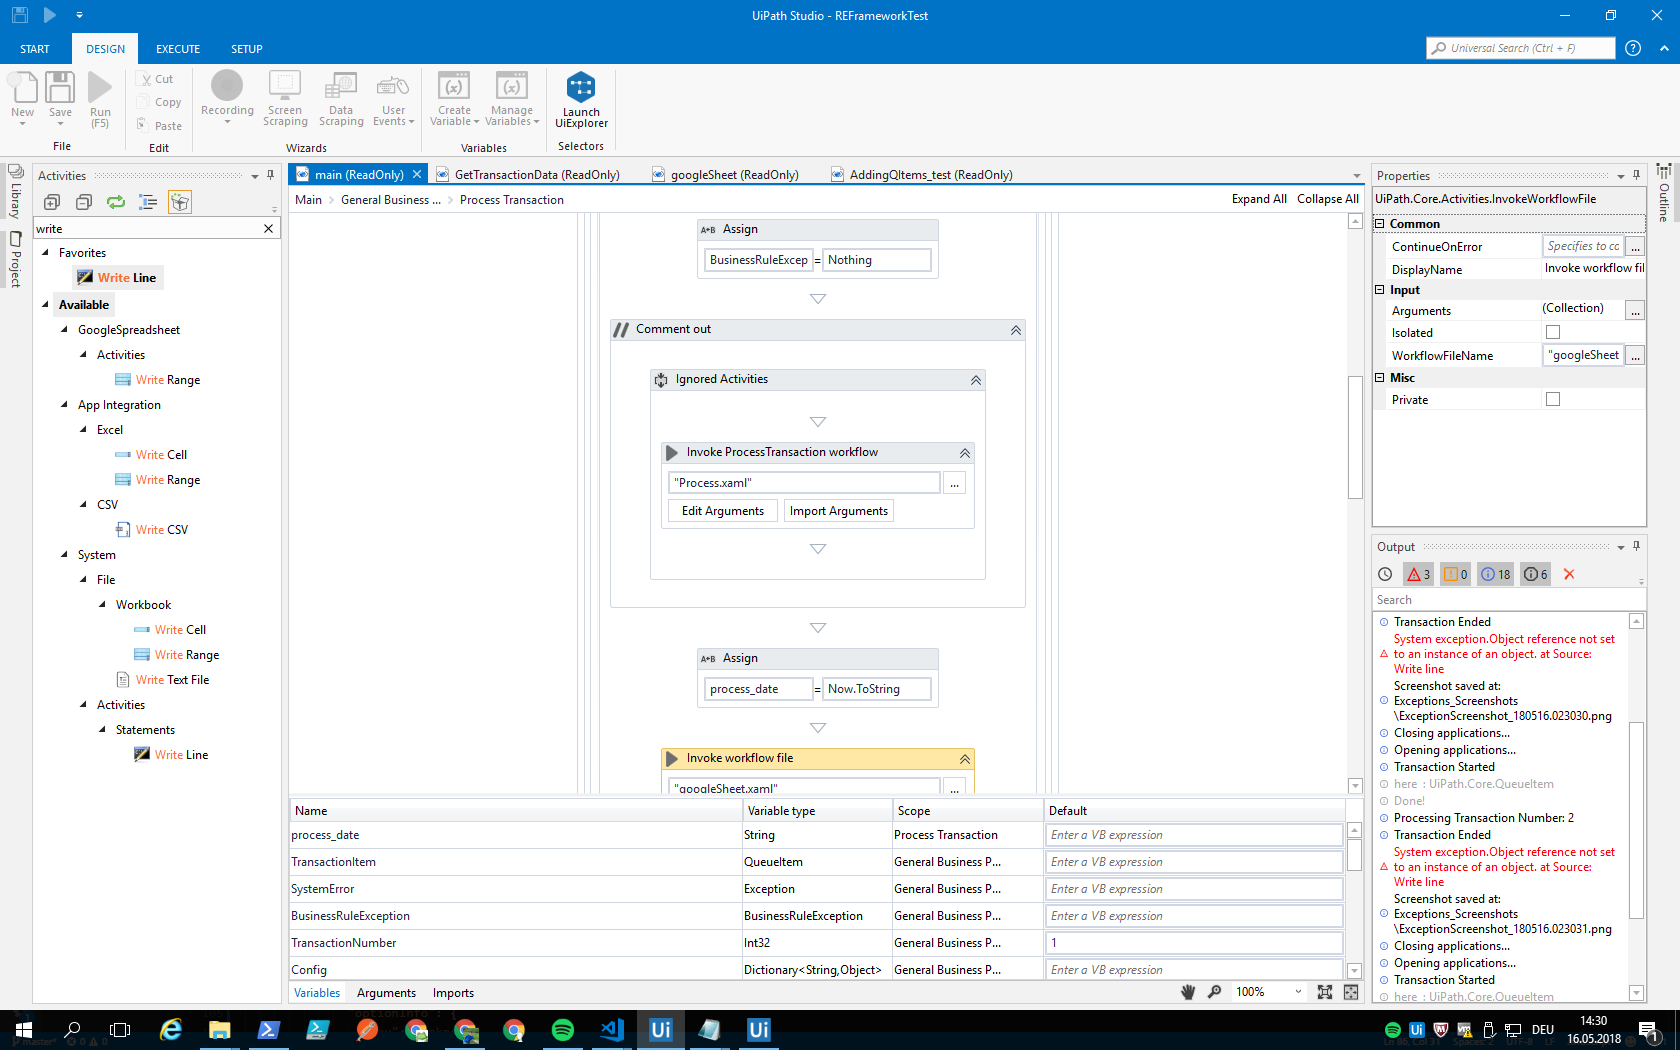 UiPath Studio - REFrameworkTest
START
DESIGN
EXECUTE
SETUP
Universal Search (Ctrl + F)
New
Save
Run
(F5)
File
Cut
Copy
Paste
Edit
Recording
Screen
Scraping
Data
Scraping
User
Events
Wizards
Create
Variable
Manage
Variables
Variables
Launch
UiExplorer
Selectors
Library
Project
Activities
write
Favorites
Write Line
Available
GoogleSpreadsheet
Activities
Write Range
App Integration
Excel
Write Cell
Write Range
CSV
Write CSV
System
File
Workbook
Write Cell
Write Range
Write Text File
Activities
Statements
Write Line
main (ReadOnly)
GetTransactionData (ReadOnly)
googleSheet (ReadOnly)
AddingQItems_test (ReadOnly)
Main > General Business ... > Process Transaction
Expand All
Collapse All
A+B Assign
BusinessRuleExcep = Nothing
// Comment out
Ignored Activities
Invoke ProcessTransaction workflow
"Process.xaml"
...
Edit Arguments
Import Arguments
A+B Assign
process_date = Now.ToString
Invoke workflow file
"googleSheet.xaml"
...
Name Variable type Scope Default
process_date String Process Transaction Enter a VB expression
TransactionItem QueueItem General Business P... Enter a VB expression
SystemError Exception General Business P... Enter a VB expression
BusinessRuleException BusinessRuleException General Business P... Enter a VB expression
TransactionNumber Int32 General Business P... 1
Config Dictionary<String,Object> General Business P... Enter a VB expression
Variables
Arguments
Imports
100%
Properties
UiPath.Core.Activities.InvokeWorkflowFile
Common
ContinueOnError Specifies to co ...
DisplayName Invoke workflow fil
Input
Arguments (Collection) ...
Isolated
WorkflowFileName "googleSheet ...
Misc
Private
Outline
Output
3
0
18
6
Search
Transaction Ended
System exception.Object reference not set
to an instance of an object. at Source:
Write line
Screenshot saved at:
Exceptions_Screenshots
\ExceptionScreenshot_180516.023030.png
Closing applications...
Opening applications...
Transaction Started
here : UiPath.Core.QueueItem
Done!
Processing Transaction Number: 2
Transaction Ended
System exception.Object reference not set
to an instance of an object. at Source:
Write line
Screenshot saved at:
Exceptions_Screenshots
\ExceptionScreenshot_180516.023031.png
Closing applications...
Opening applications...
Transaction Started
here : UiPath.Core.QueueItem
Ui
Ui
Ui
DEU
14:30
16.05.2018
1